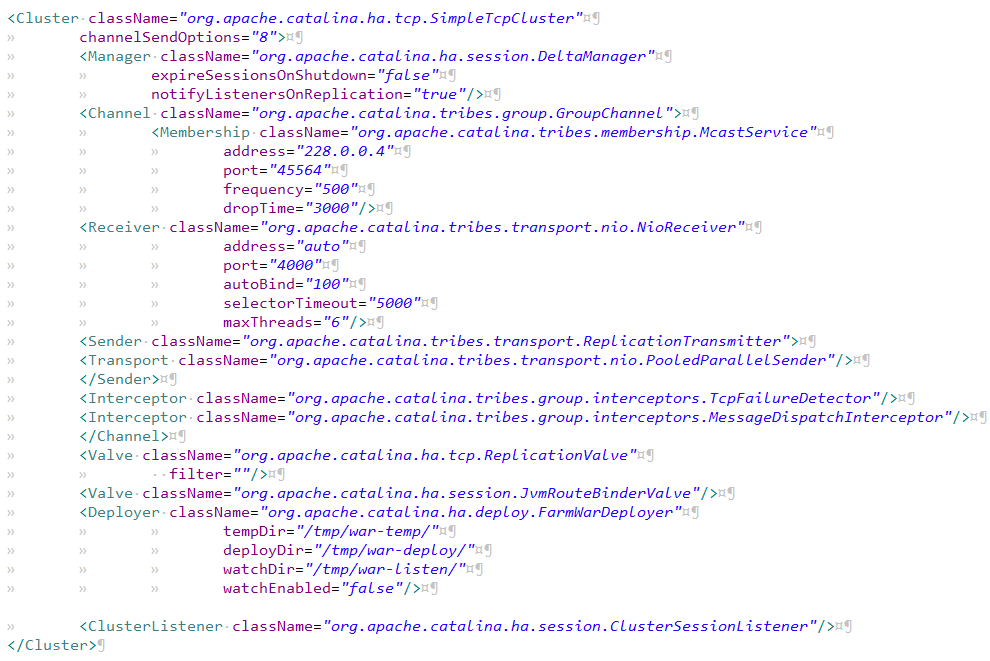 <Cluster className="org.apache.catalina.ha.tcp.SimpleTcpCluster"¤¶
»	channelSendOptions="8">¤¶
»	<Manager className="org.apache.catalina.ha.session.DeltaManager"¤¶
»	»	expireSessionsOnShutdown="false"¤¶
»	»	notifyListenersOnReplication="true"/>¤¶
»	<Channel className="org.apache.catalina.tribes.group.GroupChannel">¤¶
»	»	<Membership className="org.apache.catalina.tribes.membership.McastService"¤¶
»	»	»	address="228.0.0.4"¤¶
»	»	»	port="45564"¤¶
»	»	»	frequency="500"¤¶
»	»	»	dropTime="3000"/>¤¶
»	<Receiver className="org.apache.catalina.tribes.transport.nio.NioReceiver"¤¶
»	»	»	address="auto"¤¶
»	»	»	port="4000"¤¶
»	»	»	autoBind="100"¤¶
»	»	»	selectorTimeout="5000"¤¶
»	»	»	maxThreads="6"/>¤¶
»	<Sender className="org.apache.catalina.tribes.transport.ReplicationTransmitter">¤¶
»	<Transport className="org.apache.catalina.tribes.transport.nio.PooledParallelSender"/>¤¶
»	</Sender>¤¶
»	<Interceptor className="org.apache.catalina.tribes.group.interceptors.TcpFailureDetector"/>¤¶
»	<Interceptor className="org.apache.catalina.tribes.group.interceptors.MessageDispatchInterceptor"/>¤¶
»	</Channel>¤¶
»	<Valve className="org.apache.catalina.ha.tcp.ReplicationValve"¤¶
»	»	··filter=""/>¤¶
»	<Valve className="org.apache.catalina.ha.session.JvmRouteBinderValve"/>¤¶
»	<Deployer className="org.apache.catalina.ha.deploy.FarmWarDeployer"¤¶
»	»	»	tempDir="/tmp/war-temp/"¤¶
»	»	»	deployDir="/tmp/war-deploy/"¤¶
»	»	»	watchDir="/tmp/war-listen/"¤¶
»	»	»	watchEnabled="false"/>¤¶
»	<ClusterListener className="org.apache.catalina.ha.session.ClusterSessionListener"/>¤¶
</Cluster>¶